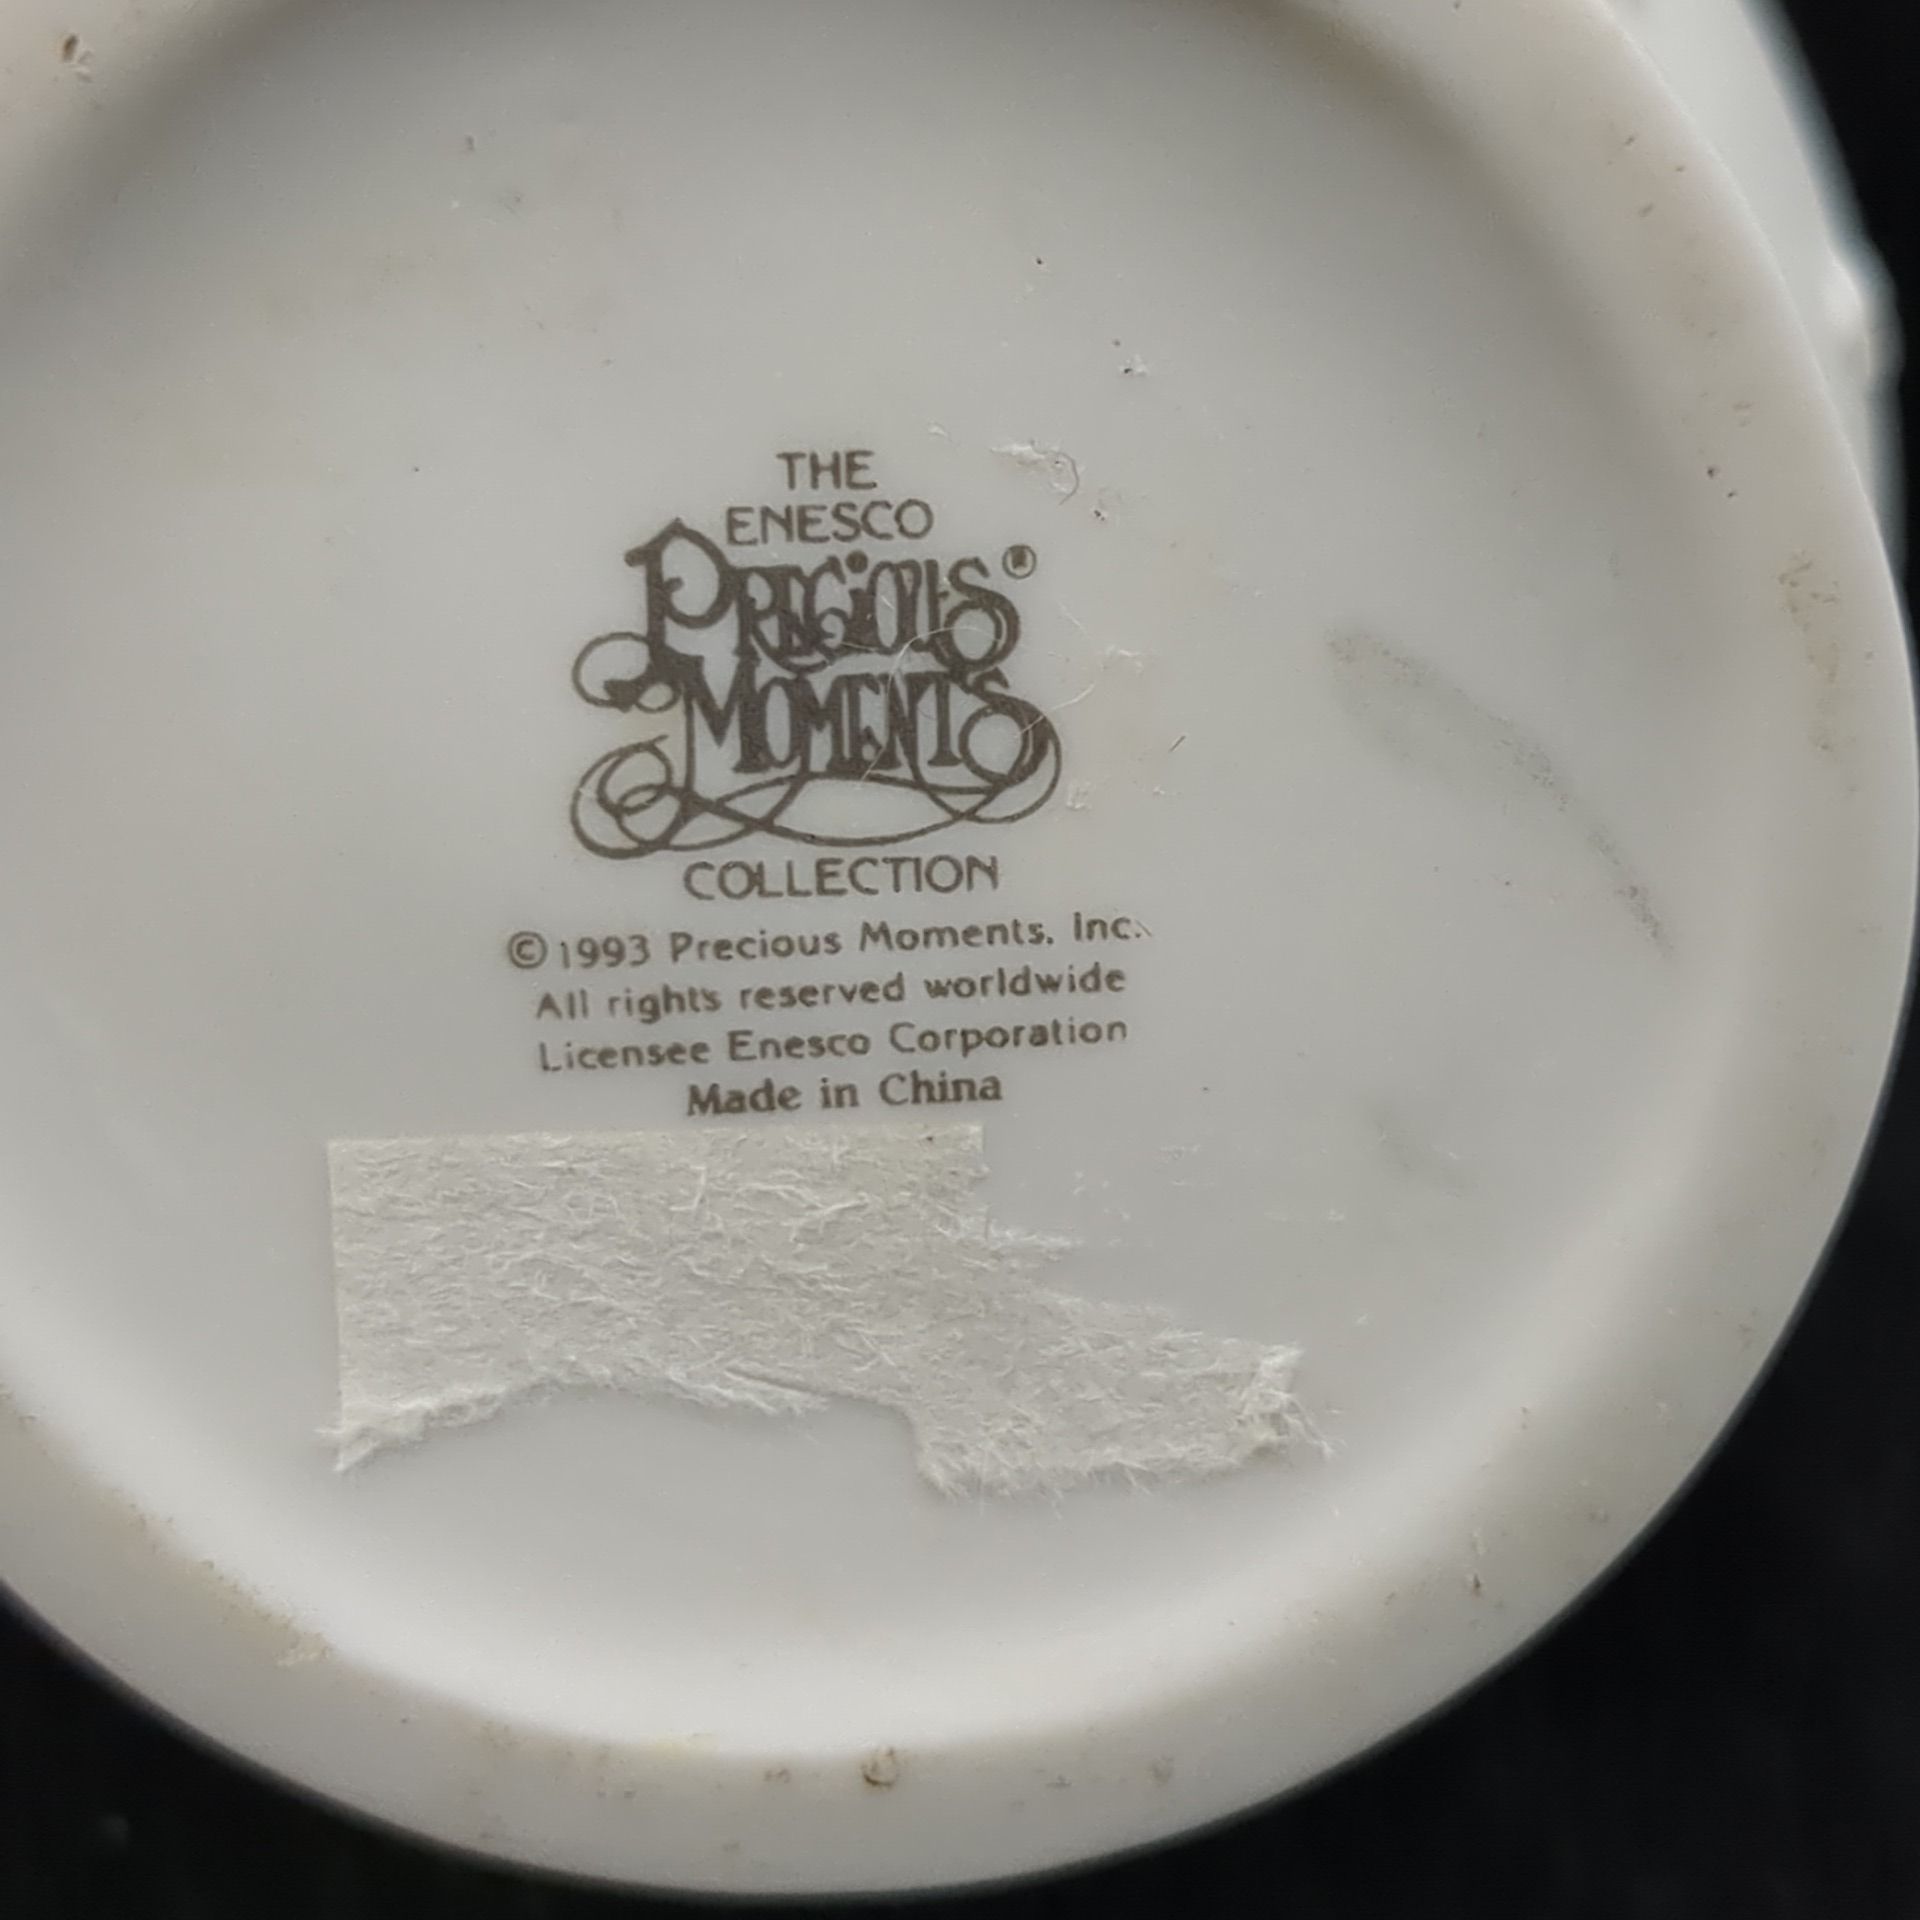 THE
ENESCO
PRECIOUS®
MOMENTS
COLLECTION
© 1993 Precious Moments, Inc.
All rights reserved worldwide
Licensee Enesco Corporation
Made in China